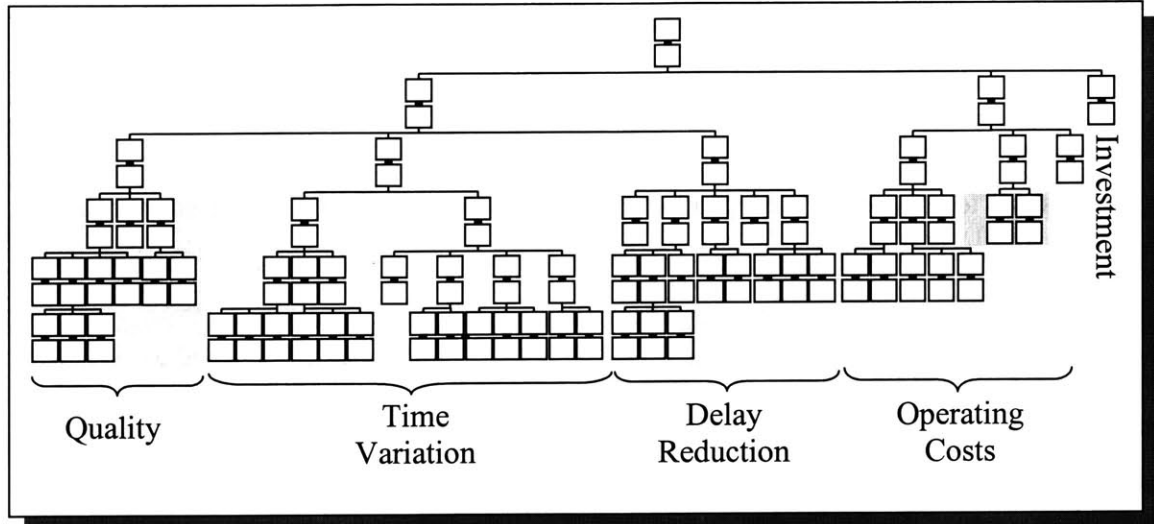 Investment
Quality
Time
Variation
Delay
Reduction
Operating
Costs